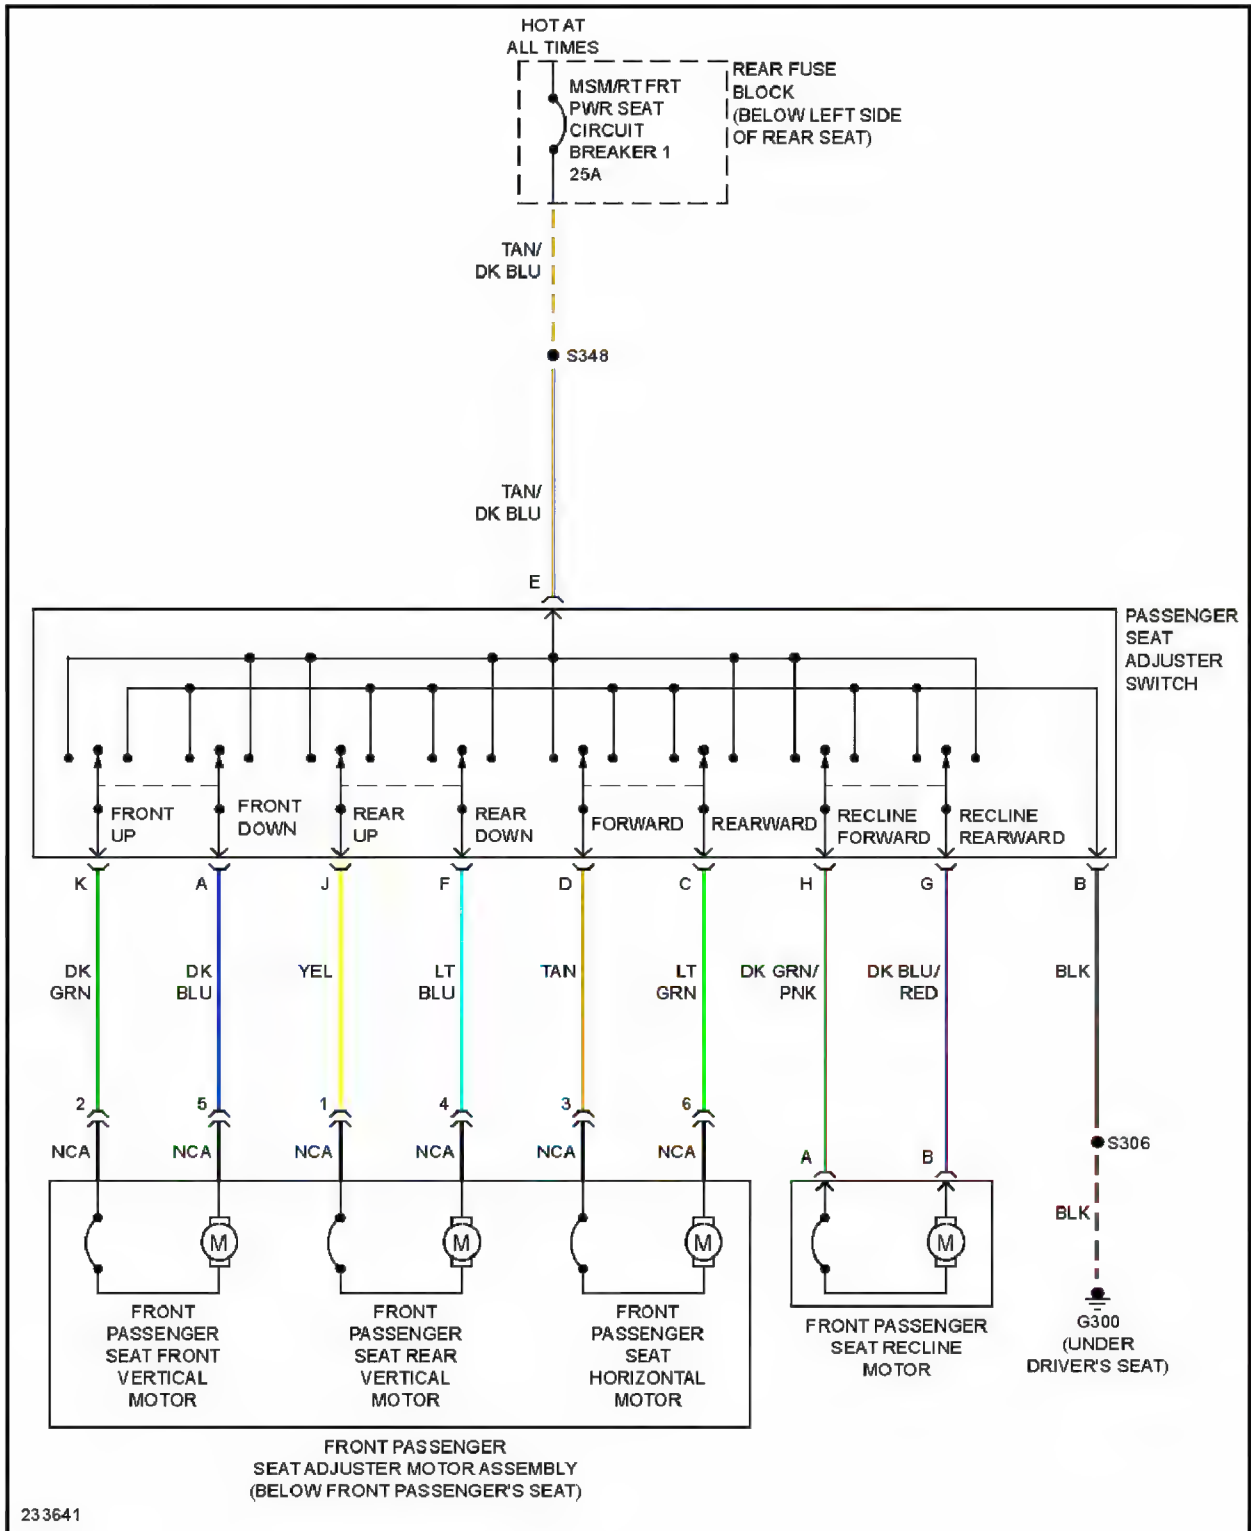 HOT AT
ALL TIMES
MSM/RT FRT
PWR SEAT
CIRCUIT
BREAKER 1
25A
REAR FUSE
BLOCK
(BELOW LEFT SIDE
OF REAR SEAT)
TAN/
DK BLU
S348
TAN/
DK BLU
E
PASSENGER
SEAT
ADJUSTER
SWITCH
FRONT
UP
FRONT
DOWN
REAR
UP
REAR
DOWN
FORWARD
REARWARD
RECLINE
FORWARD
RECLINE
REARWARD
K
A
J
F
D
C
H
G
B
DK
GRN
DK
BLU
YEL
LT
BLU
TAN
LT
GRN
DK GRN/
PNK
DK BLU/
RED
BLK
2
5
1
4
3
6
NCA
NCA
NCA
NCA
NCA
NCA
A
B
S306
BLK
M
M
M
M
FRONT
PASSENGER
SEAT FRONT
VERTICAL
MOTOR
FRONT
PASSENGER
SEAT REAR
VERTICAL
MOTOR
FRONT
PASSENGER
SEAT
HORIZONTAL
MOTOR
FRONT PASSENGER
SEAT RECLINE
MOTOR
G300
(UNDER
DRIVER'S SEAT)
FRONT PASSENGER
SEAT ADJUSTER MOTOR ASSEMBLY
(BELOW FRONT PASSENGER'S SEAT)
233641